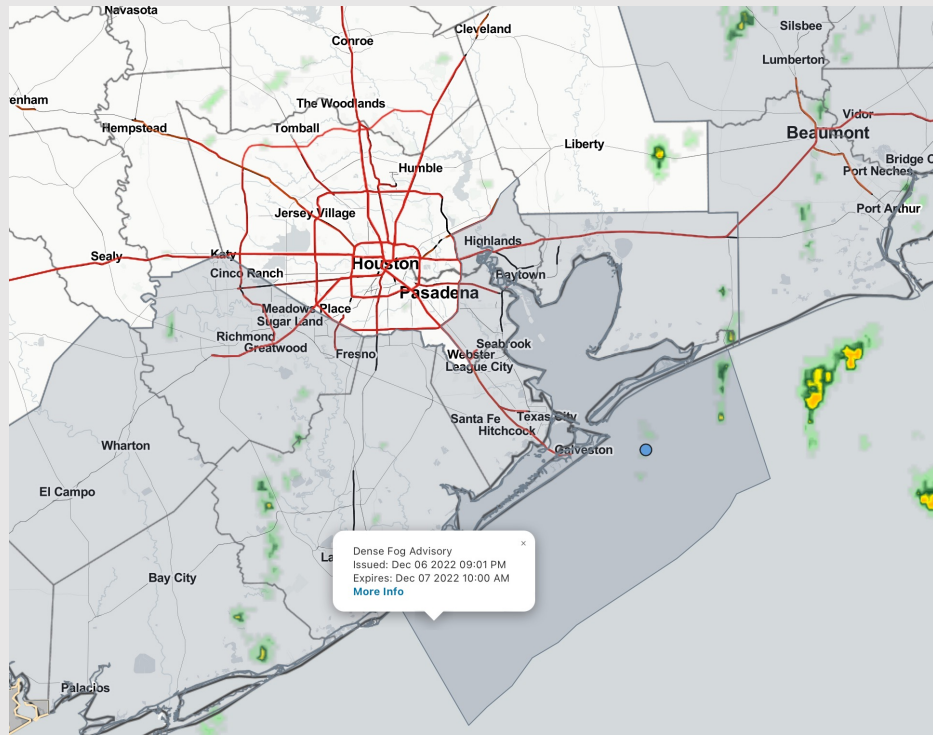 Navasota
Cleveland
Silsbee
Conroe
Lumberton
enham
The Woodlands
Hempstead
Tomball
Vidor
Beaumont
Liberty
Bridge C
Humble
Port Neches
Port Arthur
Jersey Village
Highlands
Sealy
Katy
Houston
Cinco Ranch
Baytown
Pasadena
Meadows Place
Sugar Land
Richmond
Greatwood
Fresno
Seabrook
Webster
League City
Santa Fe
Texas City
Hitchcock
Wharton
Galveston
El Campo
La
Dense Fog Advisory
×
Issued: Dec 06 2022 09:01 PM
Expires: Dec 07 2022 10:00 AM
More Info
Bay City
Palacios